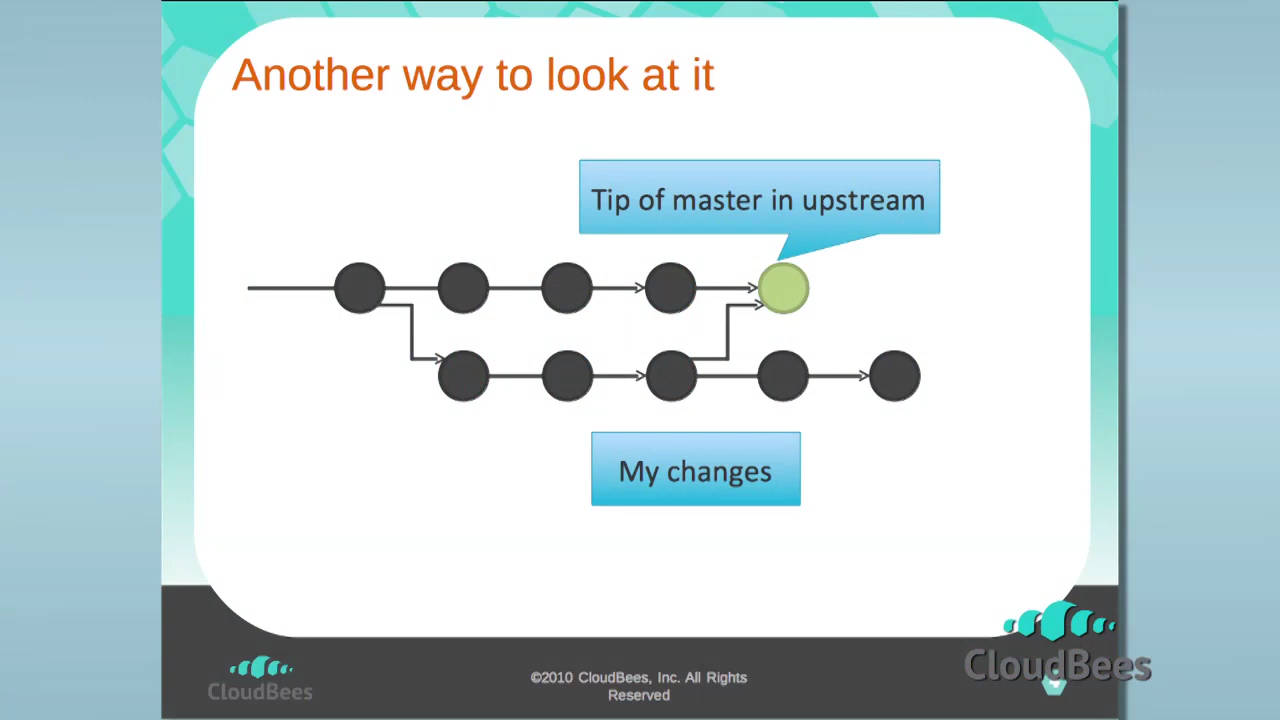 Another way to look at it
Tip of master in upstream
My changes
CloudBees
©2010 CloudBees, Inc. All Rights
Reserved
CloudBees